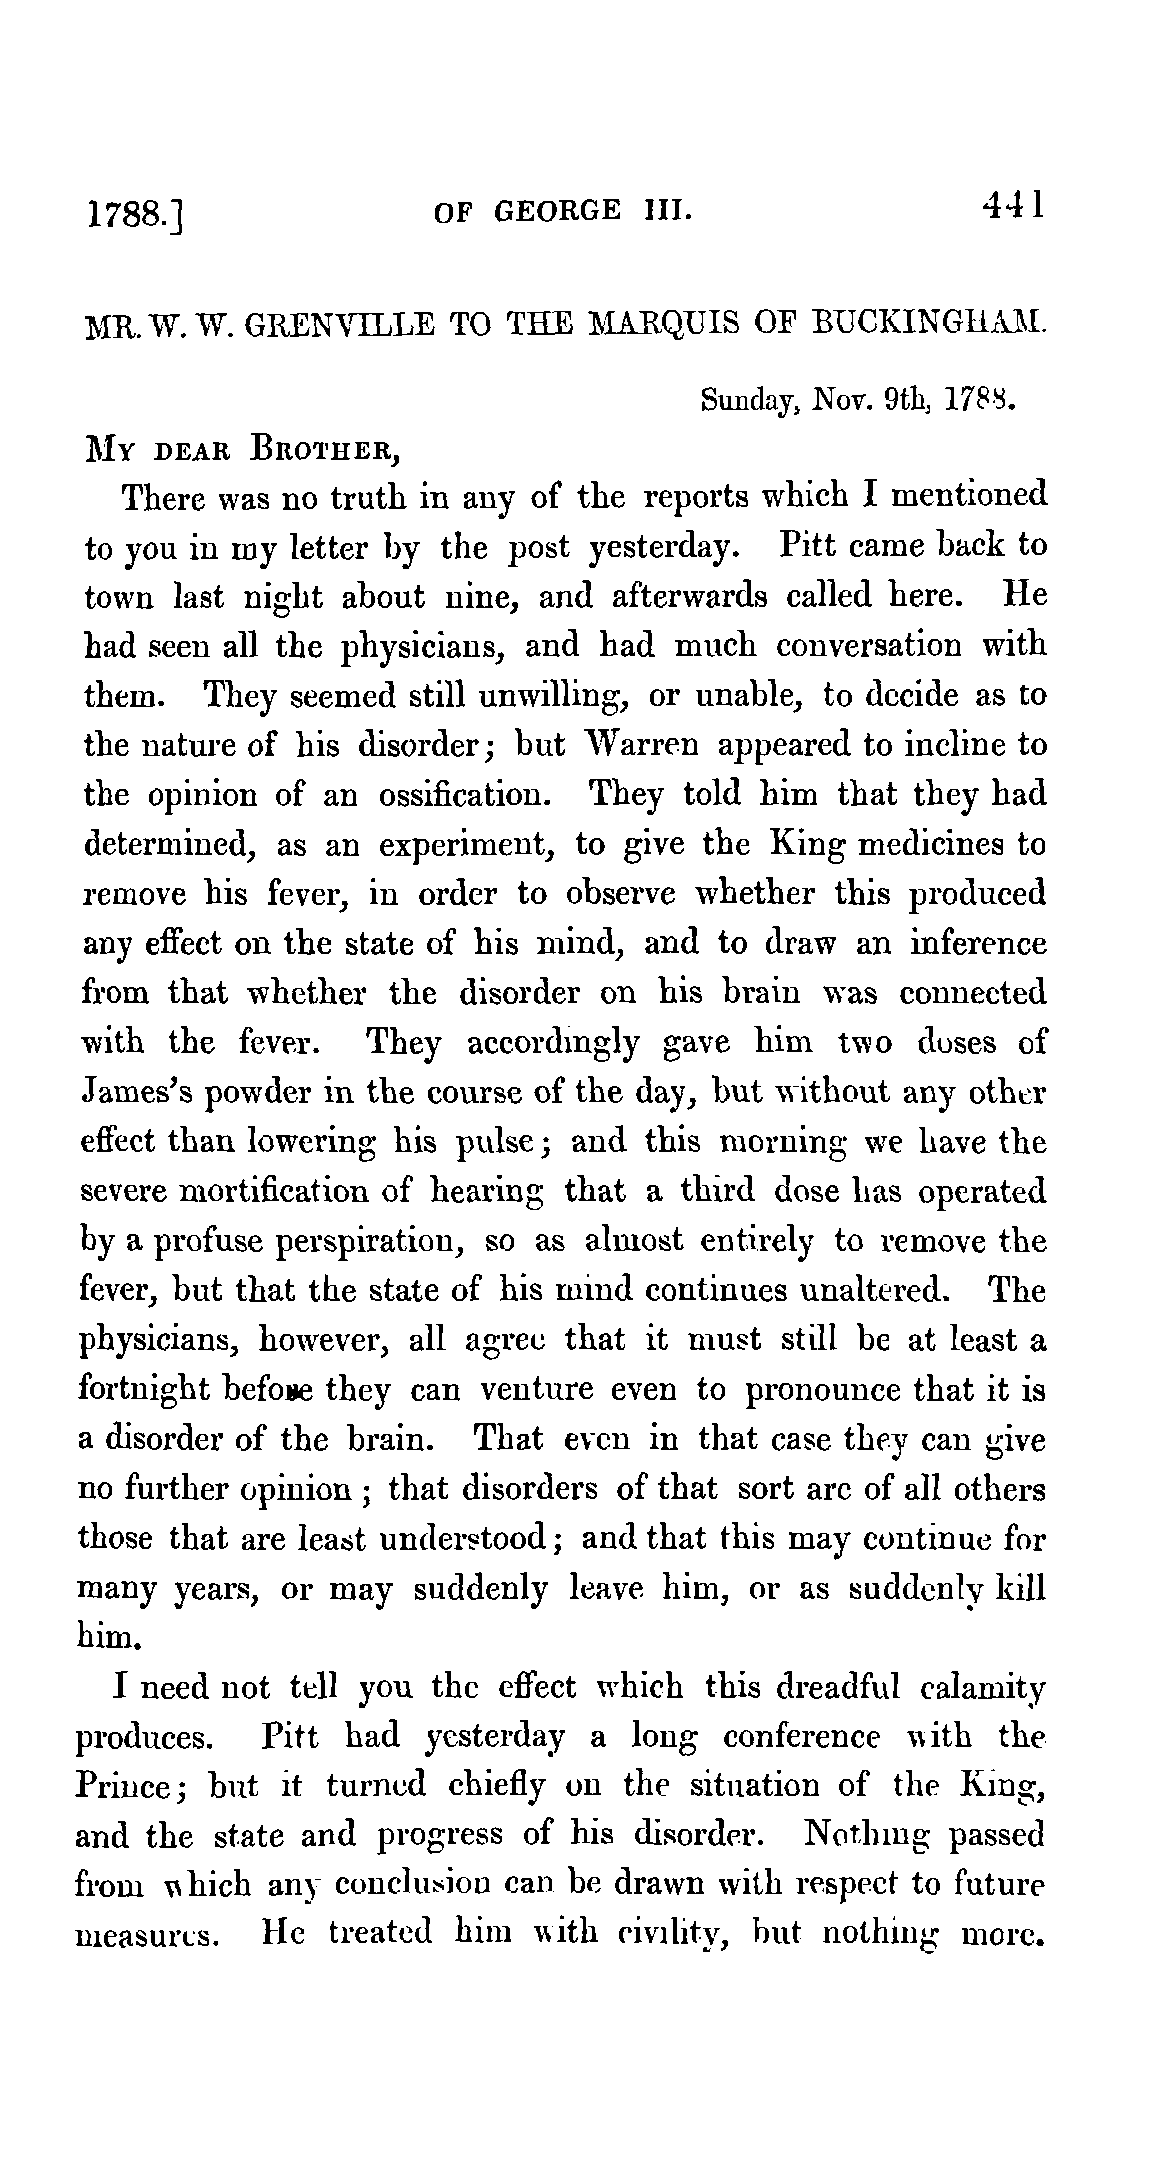 1788.] OF GEORGE III. 441
MR. W. W. GRENVILLE TO THE MARQUIS OF BUCKINGHAM.
Sunday, Nov. 9th, 1788.
MY DEAR BROTHER,
There was no truth in any of the reports which I mentioned
to you in my letter by the post yesterday. Pitt came back to
town last night about nine, and afterwards called here. He
had seen all the physicians, and had much conversation with
them. They seemed still unwilling, or unable, to decide as to
the nature of his disorder; but Warren appeared to incline to
the opinion of an ossification. They told him that they had
determined, as an experiment, to give the King medicines to
remove his fever, in order to observe whether this produced
any effect on the state of his mind, and to draw an inference
from that whether the disorder on his brain was connected
with the fever. They accordingly gave him two doses of
James's powder in the course of the day, but without any other
effect than lowering his pulse; and this morning we have the
severe mortification of hearing that a third dose has operated
by a profuse perspiration, so as almost entirely to remove the
fever, but that the state of his mind continues unaltered. The
physicians, however, all agree that it must still be at least a
fortnight before they can venture even to pronounce that it is
a disorder of the brain. That even in that case they can give
no further opinion; that disorders of that sort are of all others
those that are least understood; and that this may continue for
many years, or may suddenly leave him, or as suddenly kill
him.
I need not tell you the effect which this dreadful calamity
produces. Pitt had yesterday a long conference with the
Prince; but it turned chiefly on the situation of the King,
and the state and progress of his disorder. Nothing passed
from which any conclusion can be drawn with respect to future
measures. He treated him with civility, but nothing more.